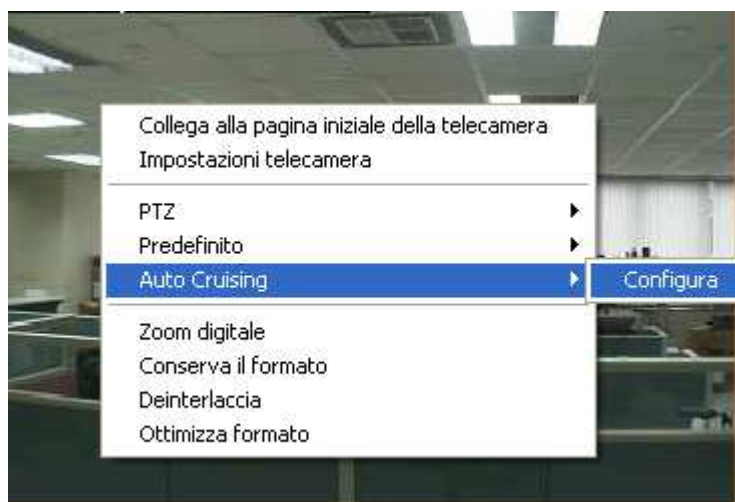 Collega alla pagina iniziale della telecamera
Impostazioni telecamera
PTZ
Predefinito
Auto Cruising
Configura
Zoom digitale
Conserva il formato
Deinterlaccia
Ottimizza formato